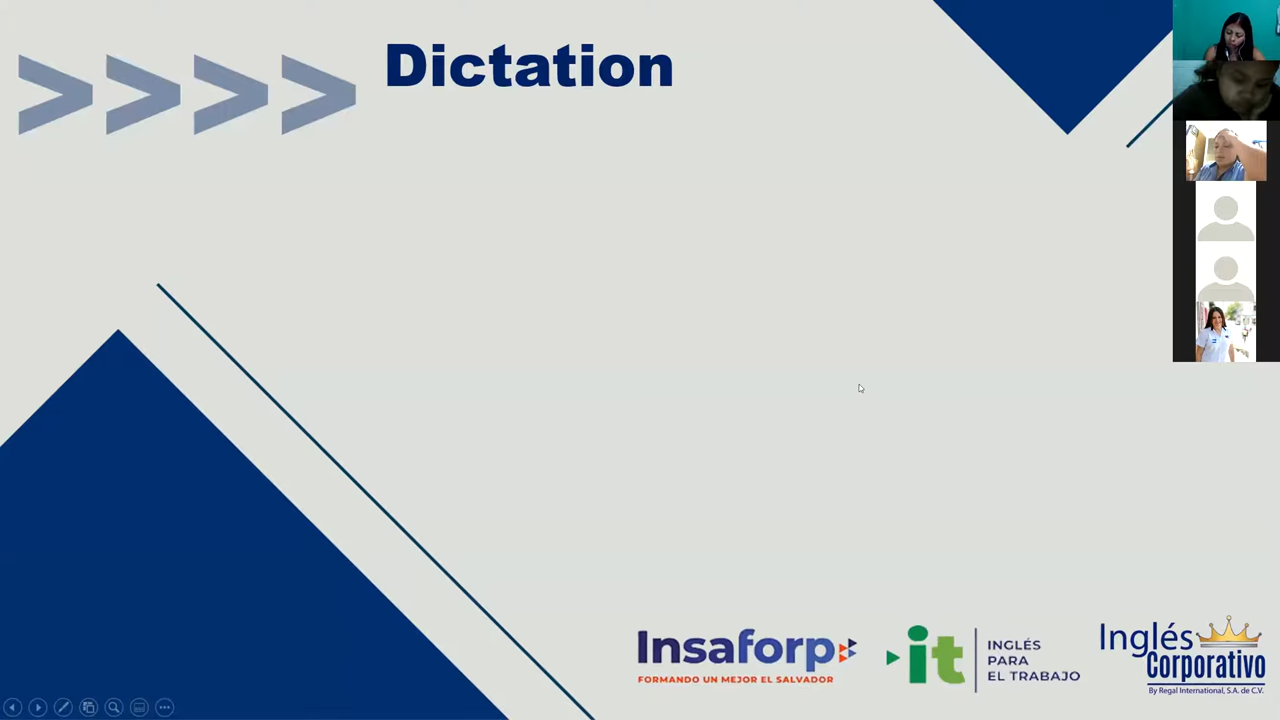 Dictation
Insaforp
FORMANDO UN MEJOR EL SALVADOR
it
INGLÉS
PARA
EL TRABAJO
Inglés
Corporativo
By Regal International, S.A. de C.V.